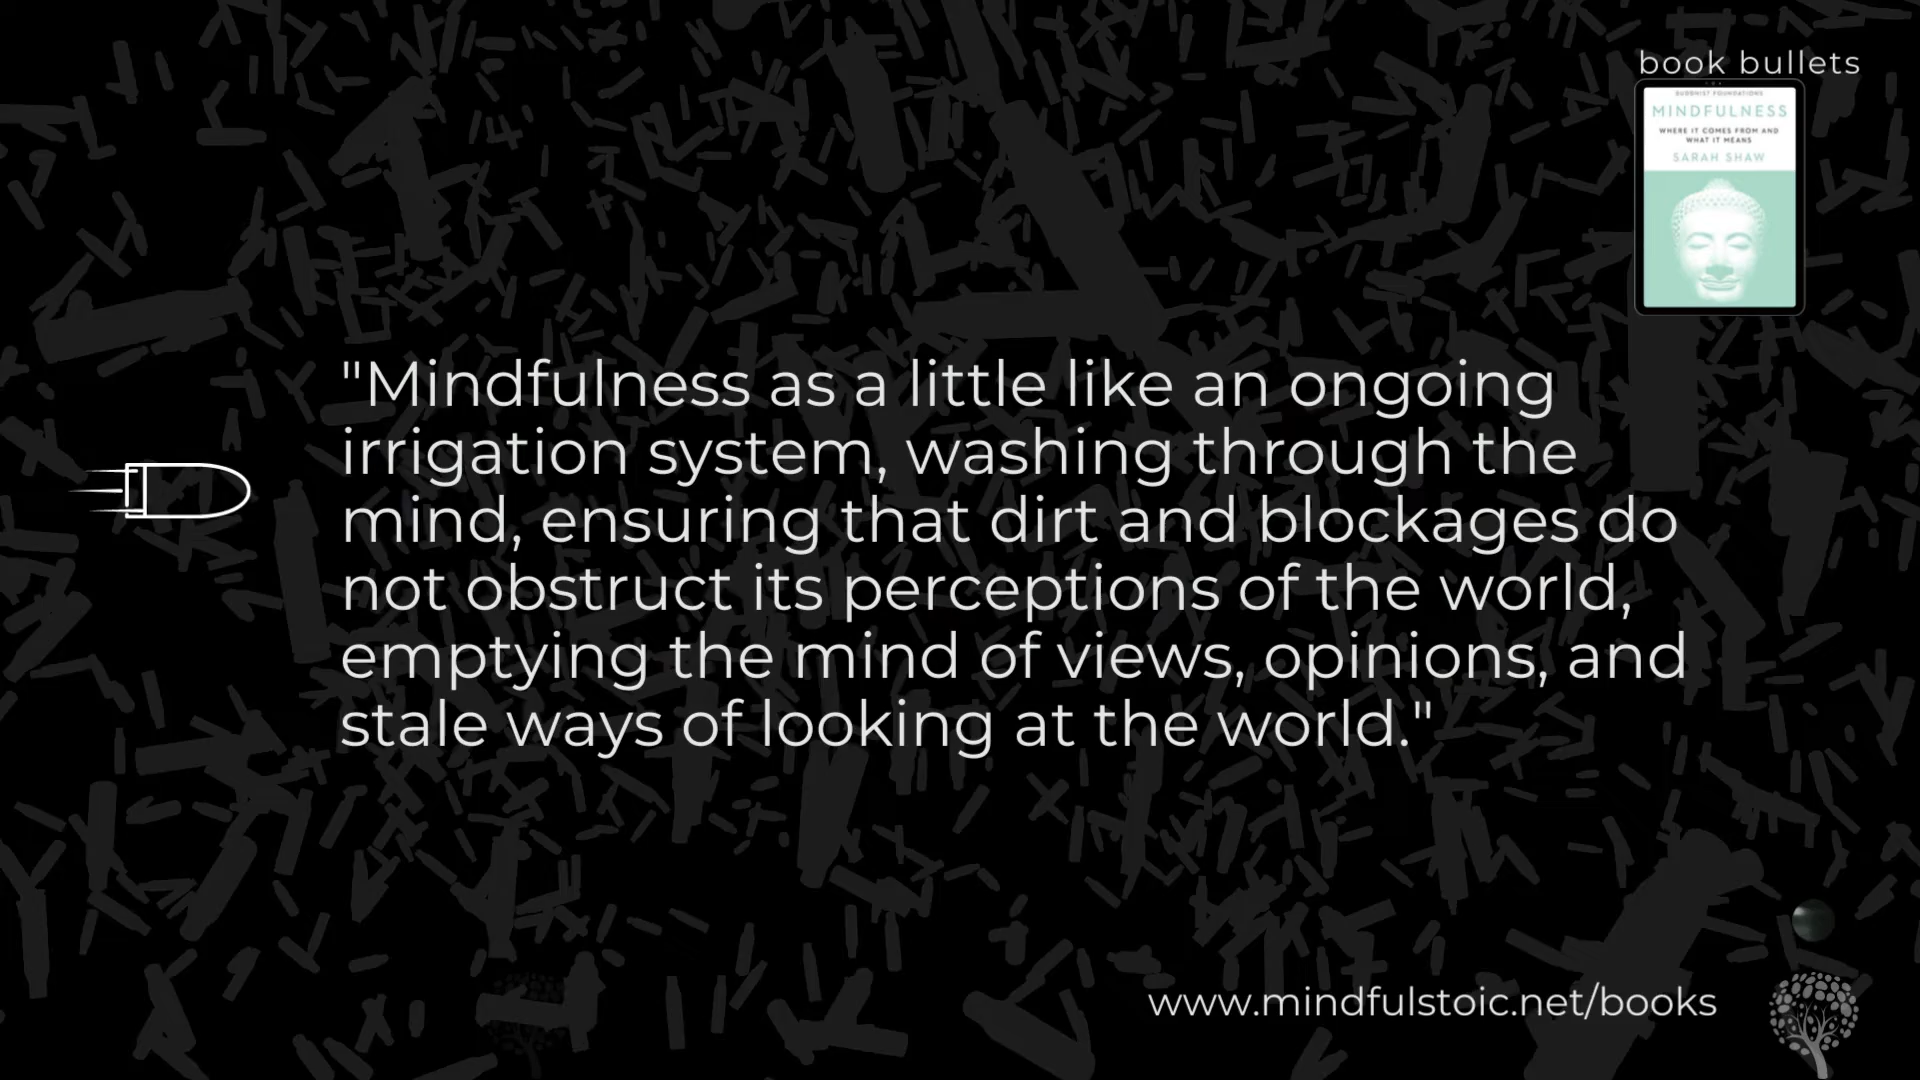 book bullets
BUDDHIST FOUNDATIONS
MINDFULNESS
WHERE IT COMES FROM AND
WHAT IT MEANS
SARAH SHAW
"Mindfulness as a little like an ongoing
irrigation system, washing through the
mind, ensuring that dirt and blockages do
not obstruct its perceptions of the world,
emptying the mind of views, opinions, and
stale ways of looking at the world."
www.mindfulstoic.net/books